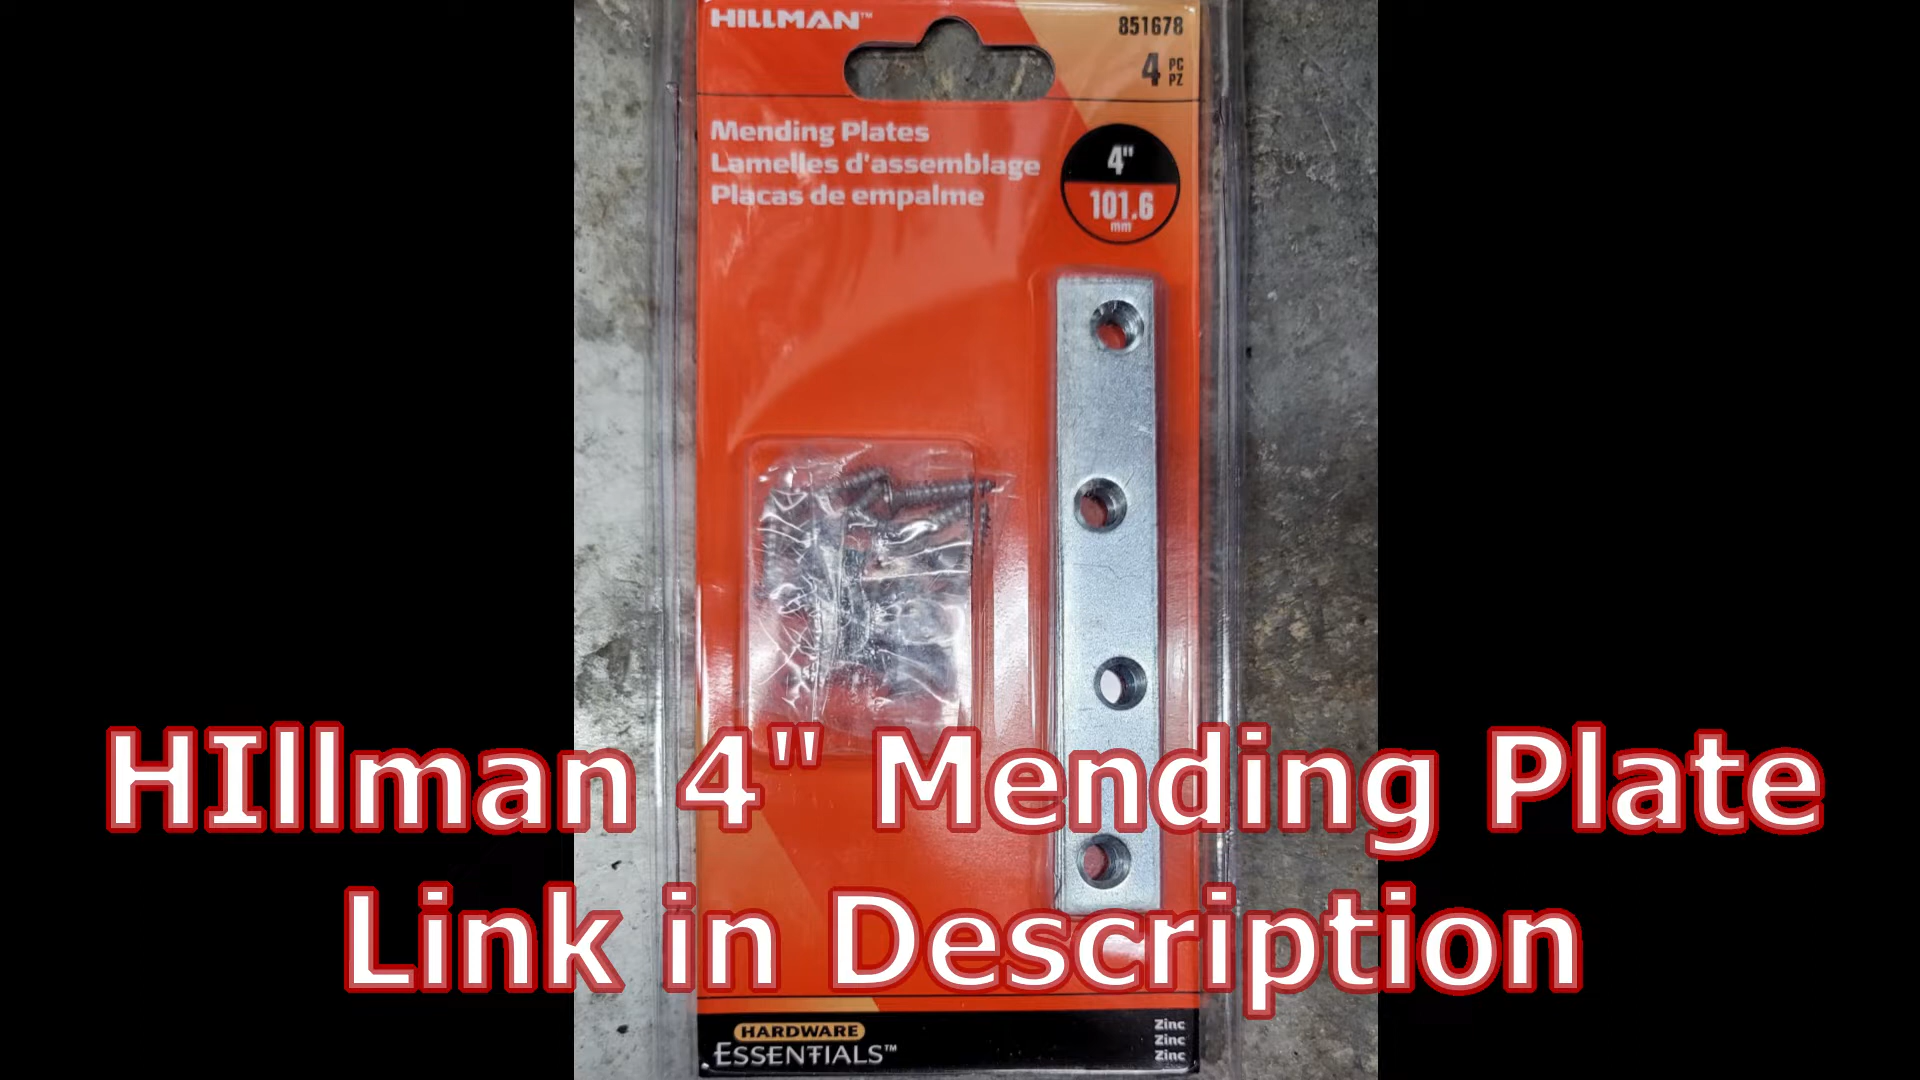 HILLMAN™
851678
4 PC
PZ
Mending Plates
Lamelles d'assemblage
Placas de empalme
4"
101.6
mm
HIllman 4" Mending Plate
Link in Description
HARDWARE
ESSENTIALS™
Zinc
Zinc
Zinc